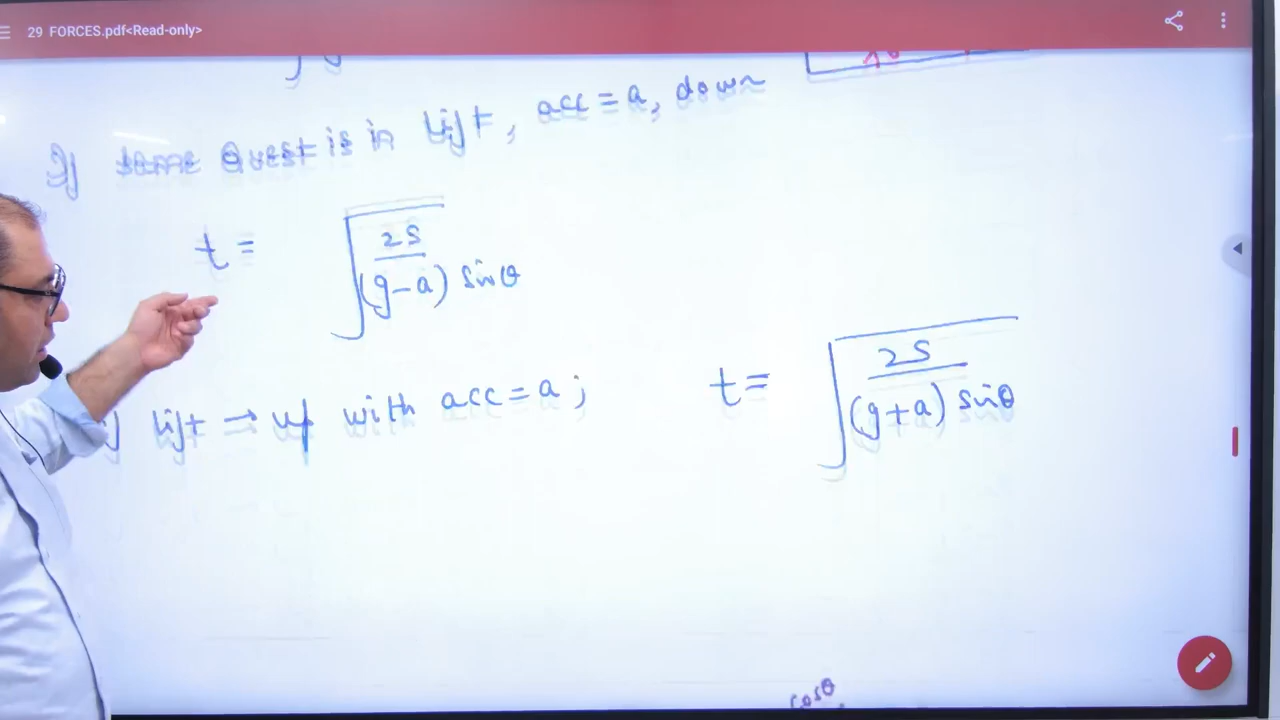 29 FORCES.pdf<Read-only>
If same Quest is in lift, acc = a, down
t = √(2S / (g-a) sinθ)
If lift → up with acc = a ; t = √(2S / (g+a) sinθ)
cosθ